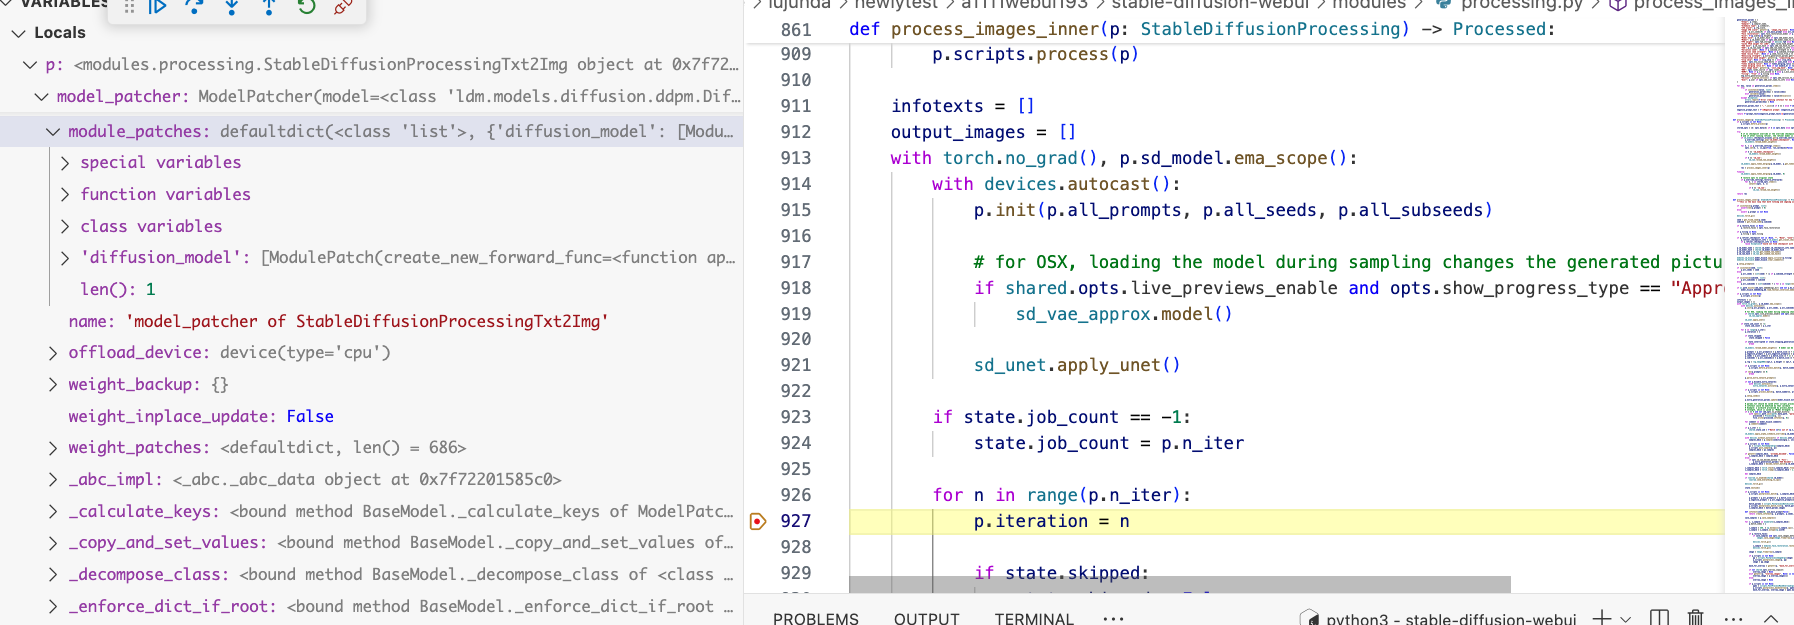 VARIABLES
Locals
p: <modules.processing.StableDiffusionProcessingTxt2Img object at 0x7f72…
model_patcher: ModelPatcher(model=<class 'ldm.models.diffusion.ddpm.Dif…
module_patches: defaultdict(<class 'list'>, {'diffusion_model': [Modu…
special variables
function variables
class variables
'diffusion_model': [ModulePatch(create_new_forward_func=<function ap…
len(): 1
name: 'model_patcher of StableDiffusionProcessingTxt2Img'
offload_device: device(type='cpu')
weight_backup: {}
weight_inplace_update: False
weight_patches: <defaultdict, len() = 686>
_abc_impl: <_abc._abc_data object at 0x7f72201585c0>
_calculate_keys: <bound method BaseModel._calculate_keys of ModelPatc…
_copy_and_set_values: <bound method BaseModel._copy_and_set_values of…
_decompose_class: <bound method BaseModel._decompose_class of <class …
_enforce_dict_if_root: <bound method BaseModel._enforce_dict_if_root …
> lujunda > newlytest > a1111webui193 > stable-diffusion-webui > modules > processing.py > process_images_i
861 def process_images_inner(p: StableDiffusionProcessing) -> Processed:
909 p.scripts.process(p)
910
911 infotexts = []
912 output_images = []
913 with torch.no_grad(), p.sd_model.ema_scope():
914 with devices.autocast():
915 p.init(p.all_prompts, p.all_seeds, p.all_subseeds)
916
917 # for OSX, loading the model during sampling changes the generated pictu
918 if shared.opts.live_previews_enable and opts.show_progress_type == "Appr
919 sd_vae_approx.model()
920
921 sd_unet.apply_unet()
922
923 if state.job_count == -1:
924 state.job_count = p.n_iter
925
926 for n in range(p.n_iter):
927 p.iteration = n
928
929 if state.skipped:
PROBLEMS OUTPUT TERMINAL ··· python3 - stable-diffusion-webui